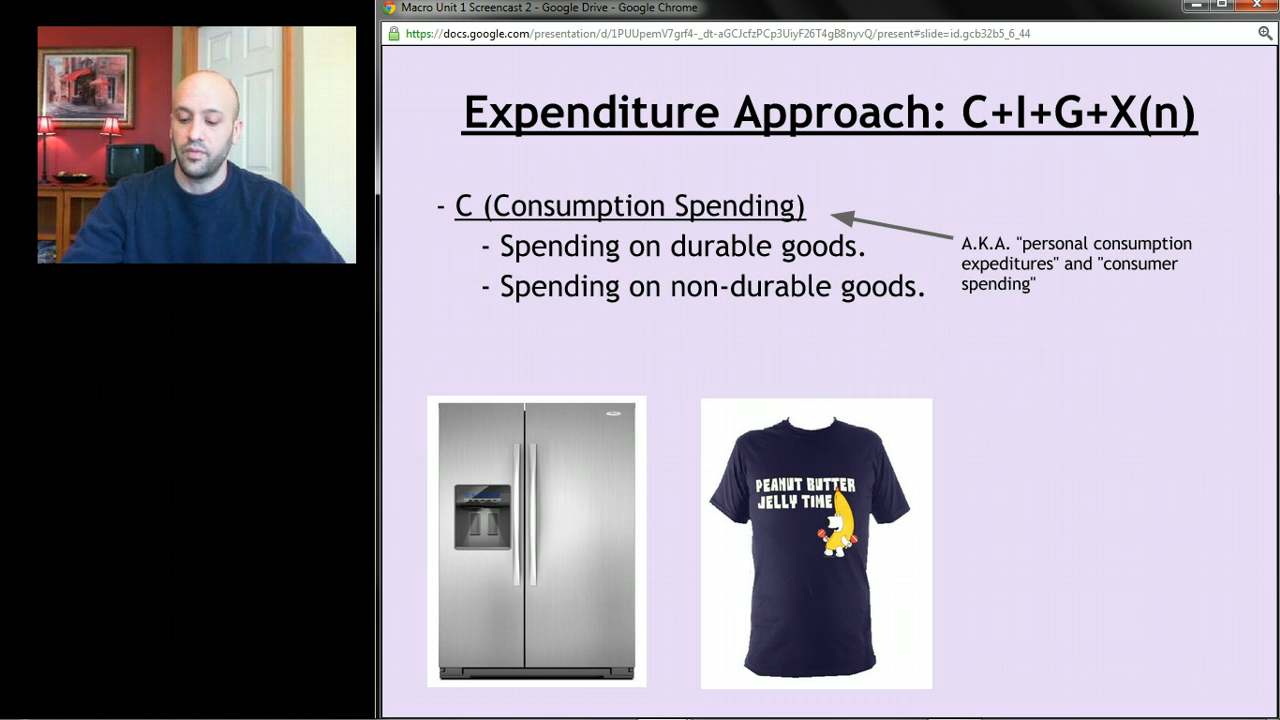 Macro Unit 1 Screencast 2 - Google Drive - Google Chrome
https://docs.google.com/presentation/d/1PUUpemV7grf4-_dt-aGCJcfzPCp3UiyF26T4gB8nyvQ/present#slide=id.gcb32b5_6_44
Expenditure Approach: C+I+G+X(n)
- C (Consumption Spending)
- Spending on durable goods.
- Spending on non-durable goods.
A.K.A. "personal consumption
expeditures" and "consumer
spending"
PEANUT BUTTER
JELLY TIME